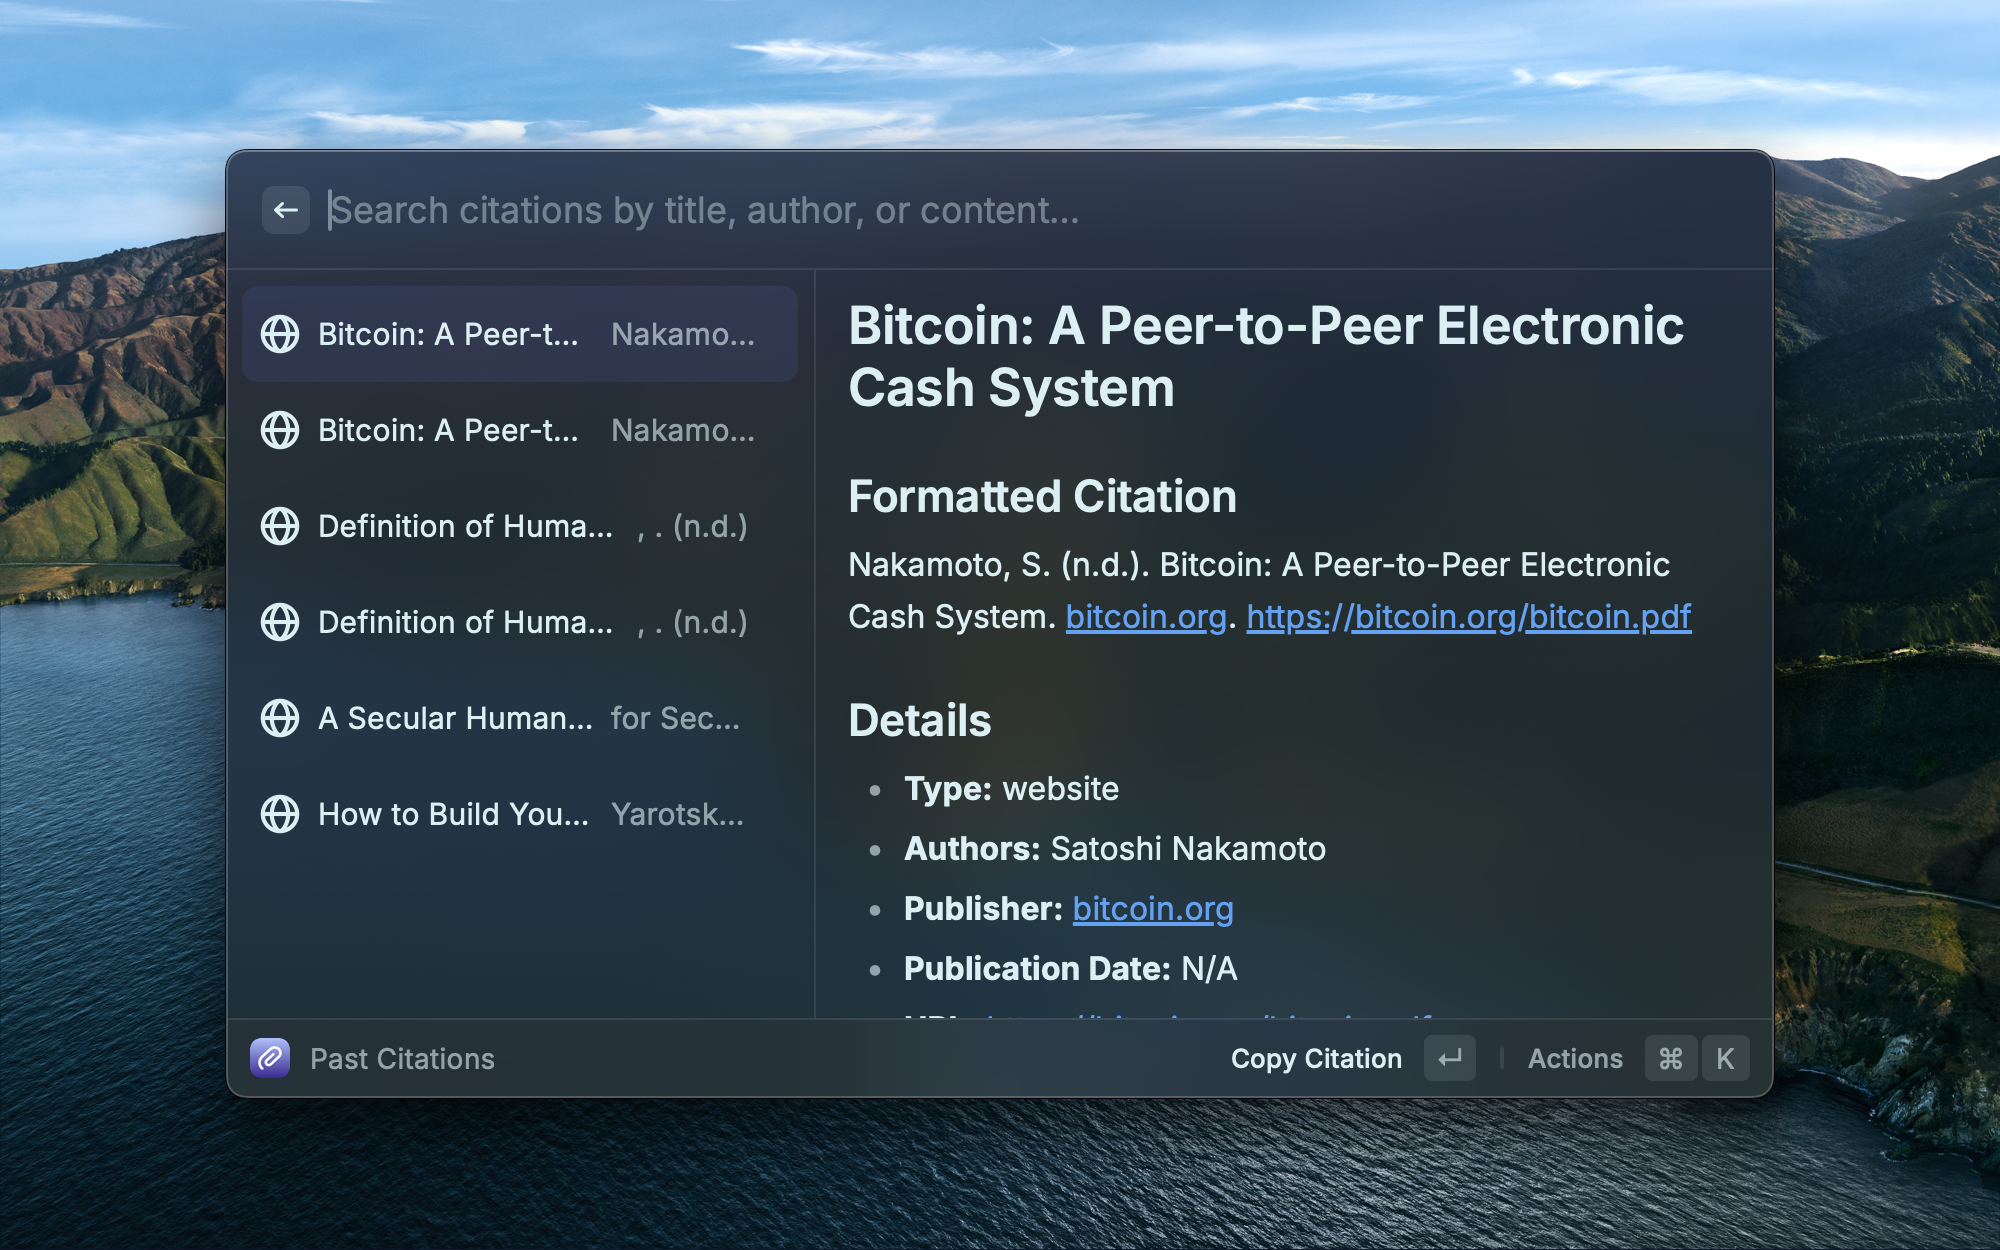 Search citations by title, author, or content...
Bitcoin: A Peer-t... Nakamo...
Bitcoin: A Peer-t... Nakamo...
Definition of Huma... , . (n.d.)
Definition of Huma... , . (n.d.)
A Secular Human... for Sec...
How to Build You... Yarotsk...
Bitcoin: A Peer-to-Peer Electronic
Cash System
Formatted Citation
Nakamoto, S. (n.d.). Bitcoin: A Peer-to-Peer Electronic
Cash System. bitcoin.org. https://bitcoin.org/bitcoin.pdf
Details
• Type: website
• Authors: Satoshi Nakamoto
• Publisher: bitcoin.org
• Publication Date: N/A
Past Citations
Copy Citation ↵ Actions ⌘ K